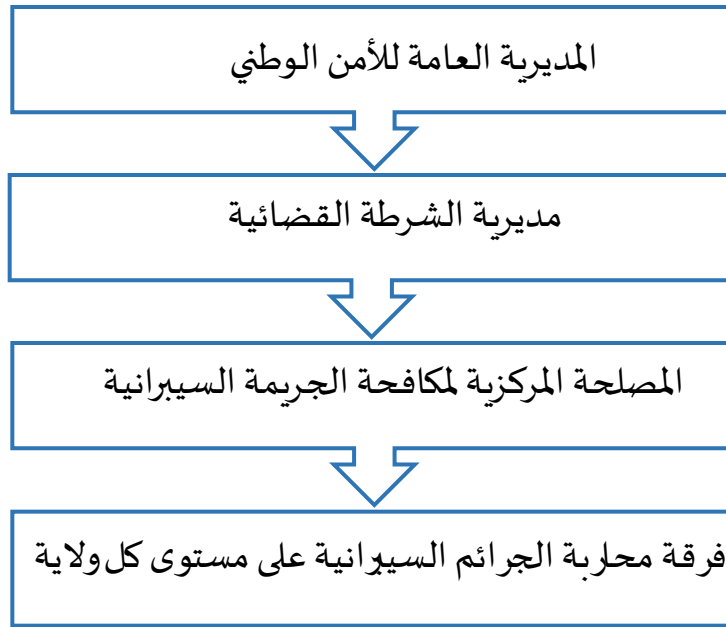 المديرية العامة للأمن الوطني
مديرية الشرطة القضائية
المصلحة المركزية لمكافحة الجريمة السيبرانية
فرقة محاربة الجرائم السيبرانية على مستوى كل ولاية